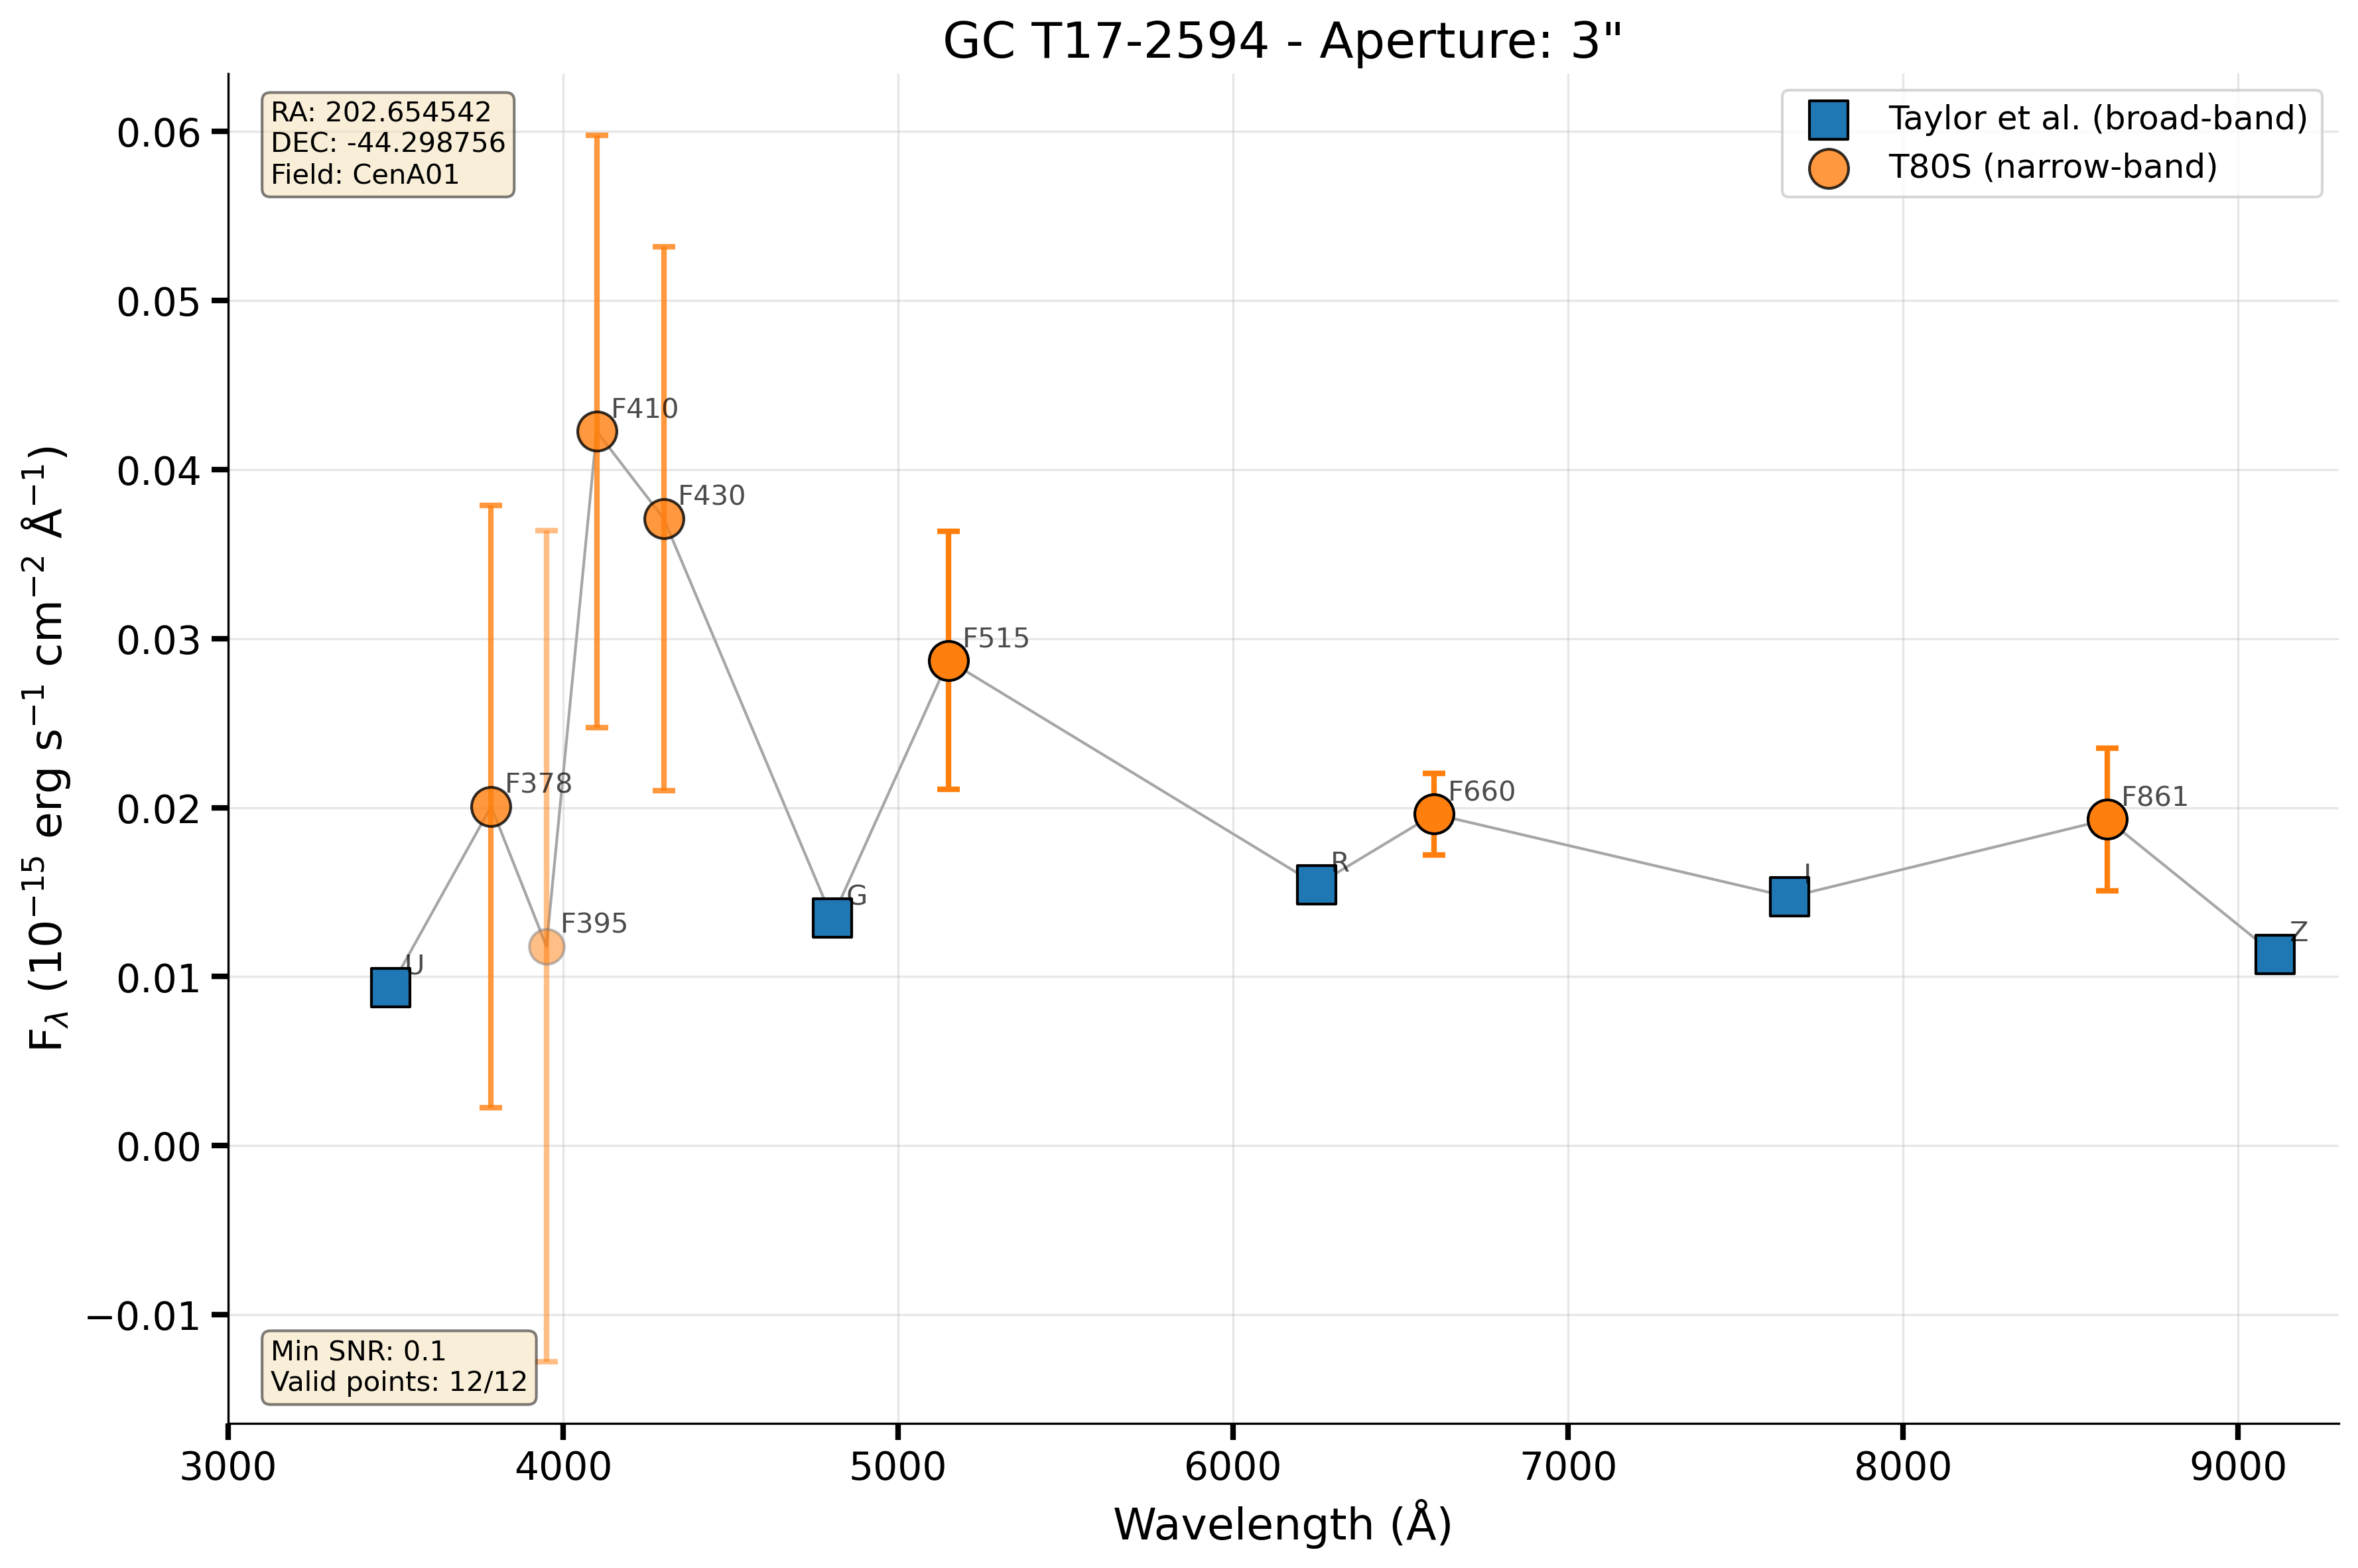 GC T17-2594 - Aperture: 3"
RA: 202.654542
DEC: -44.298756
Field: CenA01
Taylor et al. (broad-band)
T80S (narrow-band)
0.06
0.05
0.04
0.03
0.02
0.01
0.00
−0.01
F_λ (10⁻¹⁵ erg s⁻¹ cm⁻² Å⁻¹)
U
F378
F395
F410
F430
G
F515
R
F660
I
F861
Z
Min SNR: 0.1
Valid points: 12/12
3000
4000
5000
6000
7000
8000
9000
Wavelength (Å)